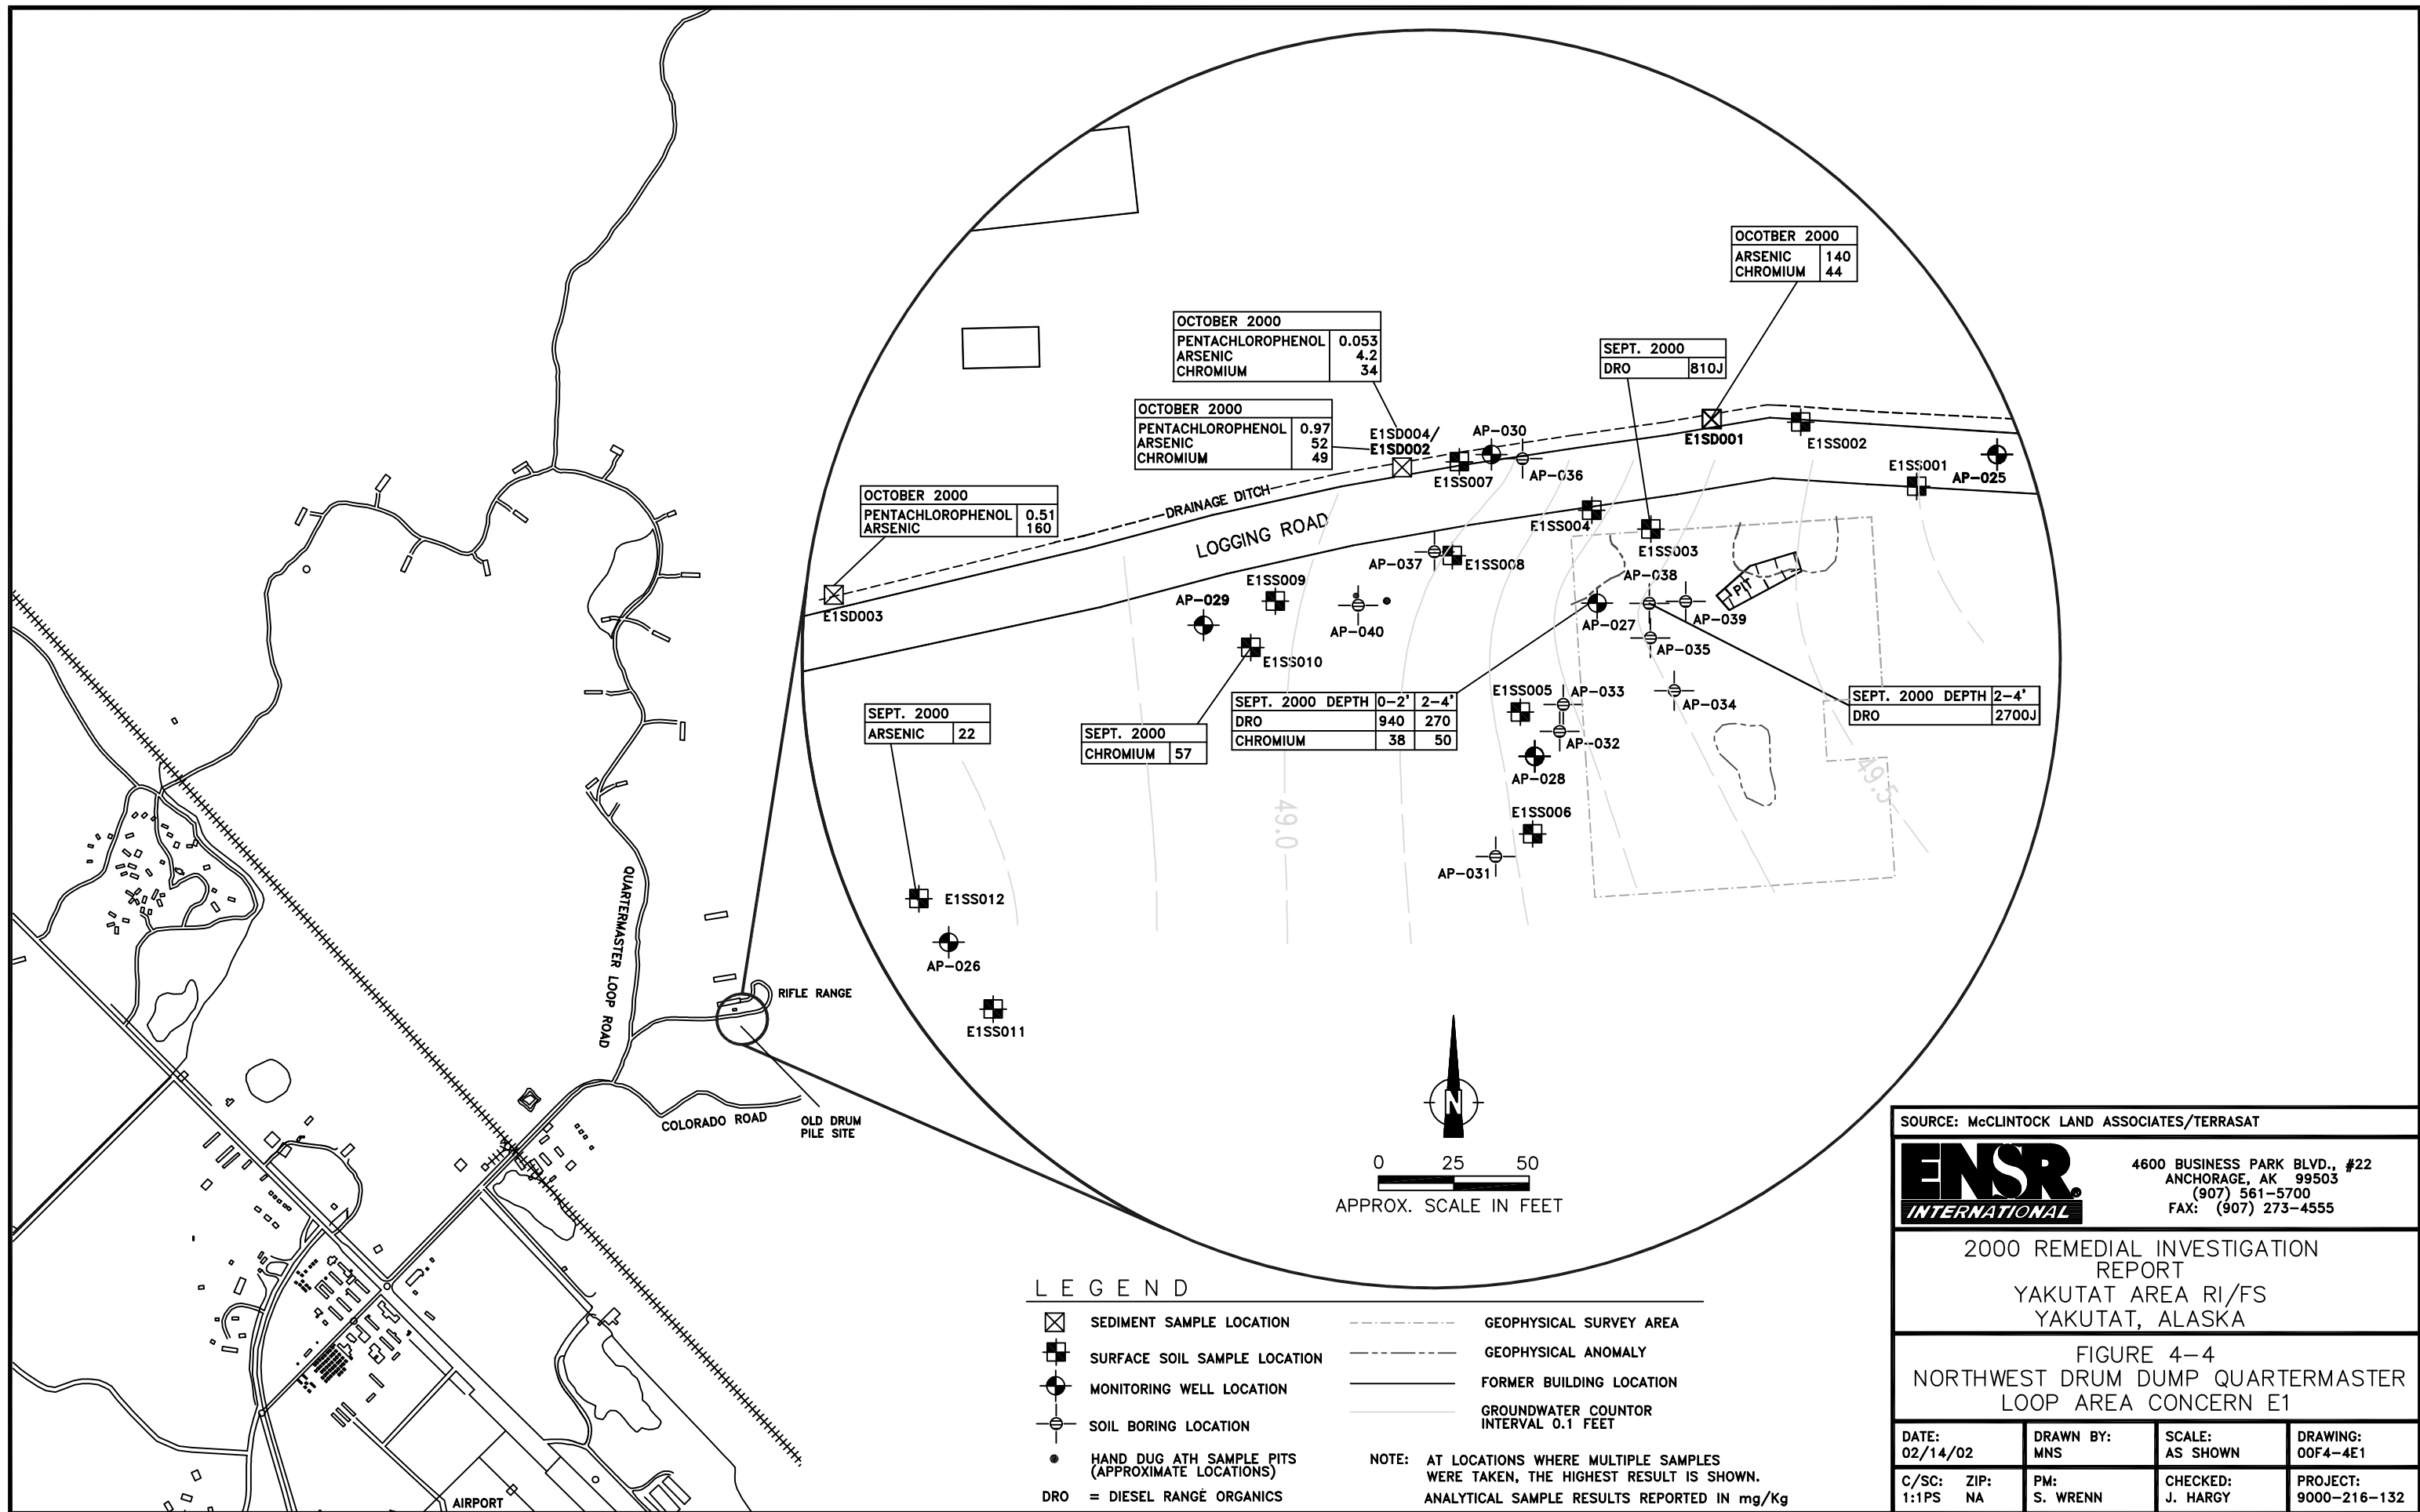 OCOTBER 2000
ARSENIC 140
CHROMIUM 44
OCTOBER 2000
PENTACHLOROPHENOL 0.053
ARSENIC 4.2
CHROMIUM 34
SEPT. 2000
DRO 810J
OCTOBER 2000
PENTACHLOROPHENOL 0.97
ARSENIC 52
CHROMIUM 49
E1SD004/
E1SD002
AP-030
E1SD001
E1SS002
E1SS007
AP-036
E1SS001
AP-025
OCTOBER 2000
PENTACHLOROPHENOL 0.51
ARSENIC 160
DRAINAGE DITCH
LOGGING ROAD
E1SS004
E1SS003
AP-037
E1SS008
E1SS009
AP-038
PIT
AP-029
E1SD003
AP-040
AP-027
AP-039
AP-035
E1SS010
SEPT. 2000 DEPTH 0-2' 2-4'
DRO 940 270
CHROMIUM 38 50
E1SS005
AP-033
AP-034
SEPT. 2000 DEPTH 2-4'
DRO 2700J
SEPT. 2000
ARSENIC 22
SEPT. 2000
CHROMIUM 57
AP-032
AP-028
49.5
49.0
E1SS006
AP-031
E1SS012
AP-026
E1SS011
QUARTERMASTER LOOP ROAD
RIFLE RANGE
COLORADO ROAD
OLD DRUM
PILE SITE
AIRPORT
N
0 25 50
APPROX. SCALE IN FEET
LEGEND
SEDIMENT SAMPLE LOCATION
SURFACE SOIL SAMPLE LOCATION
MONITORING WELL LOCATION
SOIL BORING LOCATION
HAND DUG ATH SAMPLE PITS
(APPROXIMATE LOCATIONS)
DRO = DIESEL RANGE ORGANICS
GEOPHYSICAL SURVEY AREA
GEOPHYSICAL ANOMALY
FORMER BUILDING LOCATION
GROUNDWATER COUNTOR
INTERVAL 0.1 FEET
NOTE: AT LOCATIONS WHERE MULTIPLE SAMPLES
WERE TAKEN, THE HIGHEST RESULT IS SHOWN.
ANALYTICAL SAMPLE RESULTS REPORTED IN mg/Kg
SOURCE: McCLINTOCK LAND ASSOCIATES/TERRASAT
ENSR®
INTERNATIONAL
4600 BUSINESS PARK BLVD., #22
ANCHORAGE, AK 99503
(907) 561-5700
FAX: (907) 273-4555
2000 REMEDIAL INVESTIGATION
REPORT
YAKUTAT AREA RI/FS
YAKUTAT, ALASKA
FIGURE 4-4
NORTHWEST DRUM DUMP QUARTERMASTER
LOOP AREA CONCERN E1
DATE: DRAWN BY: SCALE: DRAWING:
02/14/02 MNS AS SHOWN 00F4-4E1
C/SC: ZIP: PM: CHECKED: PROJECT:
1:1PS NA S. WRENN J. HARGY 9000-216-132